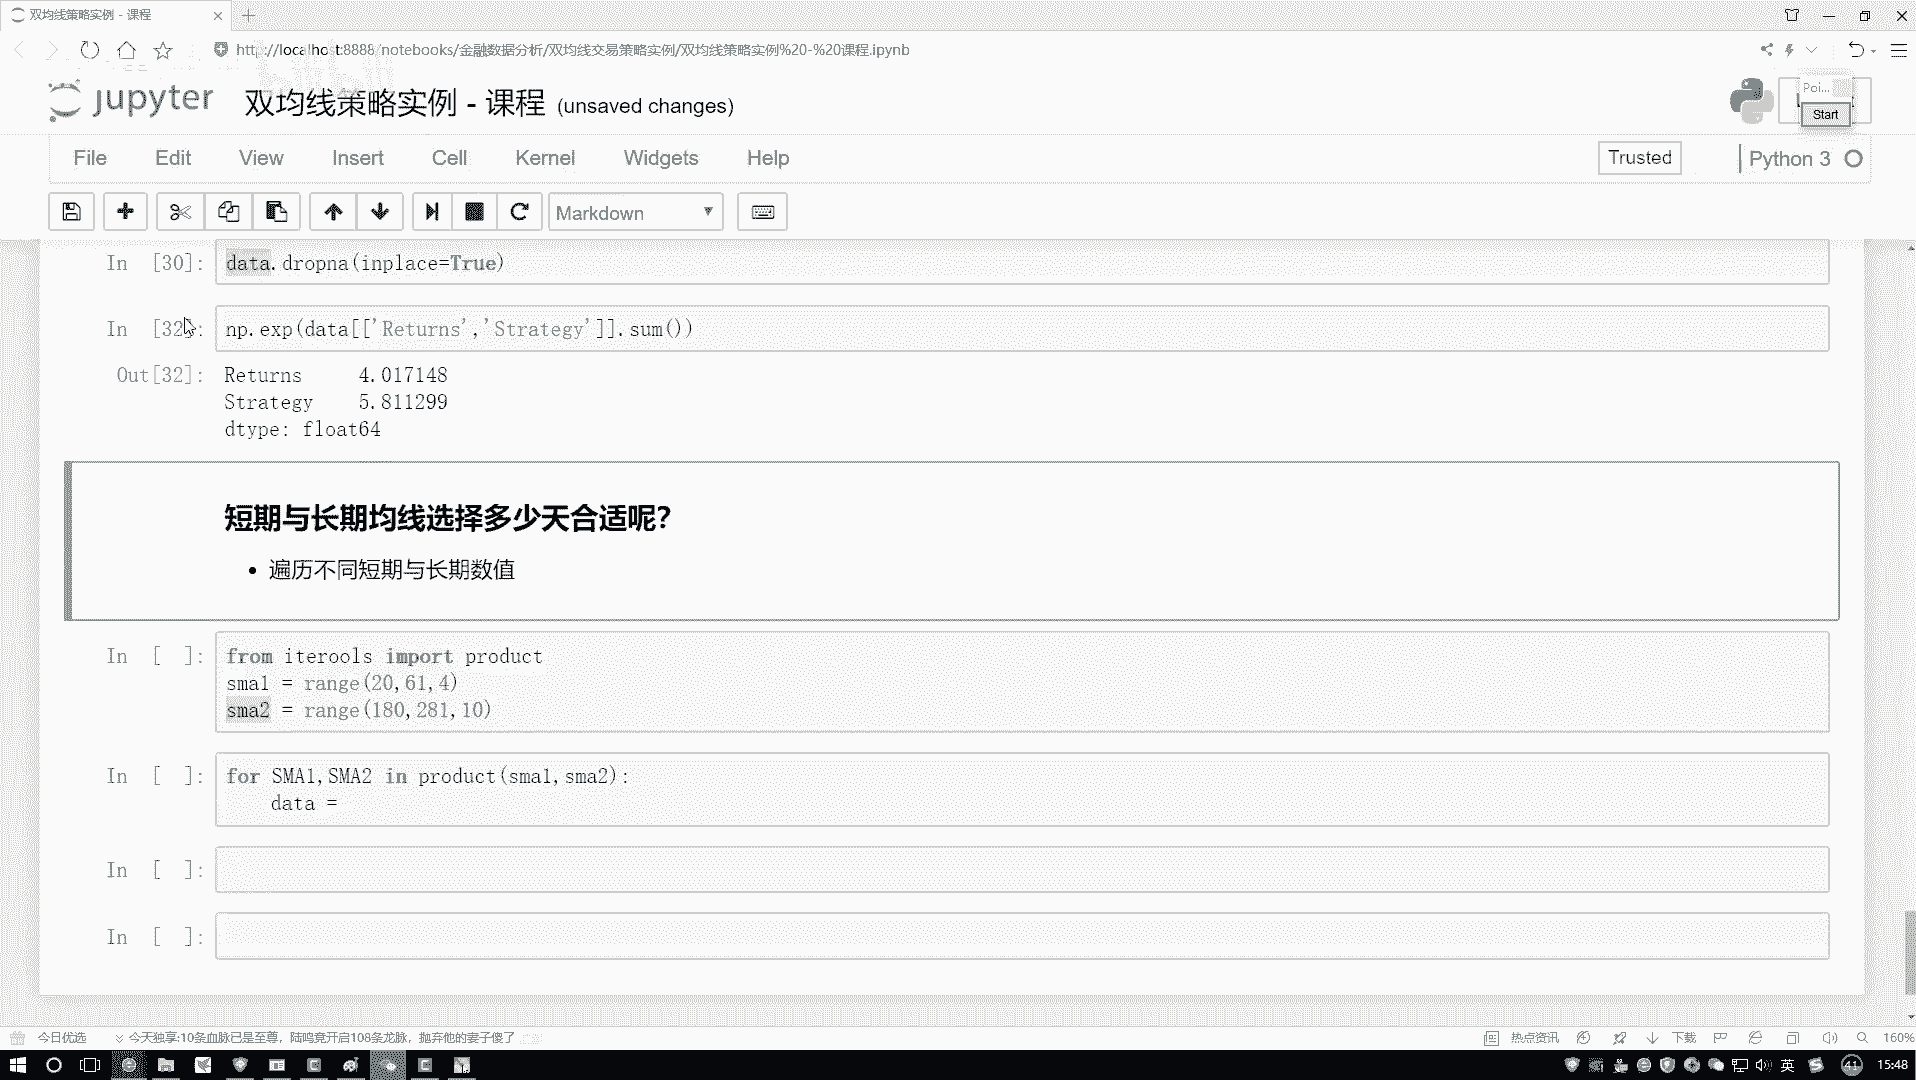 双均线策略实例 - 课程
http://localhost:8888/notebooks/金融数据分析/双均线交易策略实例/双均线策略实例%20-%20课程.ipynb
jupyter 双均线策略实例 - 课程 (unsaved changes)
Poi...
Start
File Edit View Insert Cell Kernel Widgets Help
Trusted
Python 3
Markdown
In [30]: data.dropna(inplace=True)
In [32]: np.exp(data[['Returns','Strategy']].sum())
Out[32]: Returns 4.017148
Strategy 5.811299
dtype: float64
短期与长期均线选择多少天合适呢?
• 遍历不同短期与长期数值
In [ ]: from iterools import product
sma1 = range(20,61,4)
sma2 = range(180,281,10)
In [ ]: for SMA1,SMA2 in product(sma1,sma2):
data =
In [ ]:
In [ ]:
今日优选
今天独享:10条血脉已是至尊，陆鸣竟开启108条龙脉，抛弃他的妻子傻了
热点资讯
下载
160%
英
41
15:48